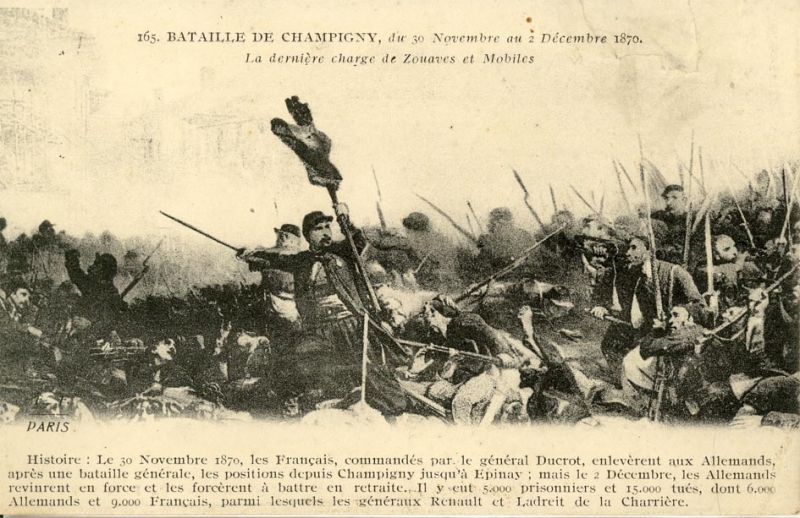 165. BATAILLE DE CHAMPIGNY, du 30 Novembre au 2 Décembre 1870.
La dernière charge de Zouaves et Mobiles
PARIS
Histoire : Le 30 Novembre 1870, les Français, commandés par le général Ducrot, enlevèrent aux Allemands,
après une bataille générale, les positions depuis Champigny jusqu'à Epinay ; mais le 2 Décembre, les Allemands
revinrent en force et les forcèrent à battre en retraite. Il y eut 5.000 prisonniers et 15.000 tués, dont 6.000
Allemands et 9.000 Français, parmi lesquels les généraux Renault et Ladreit de la Charrière.